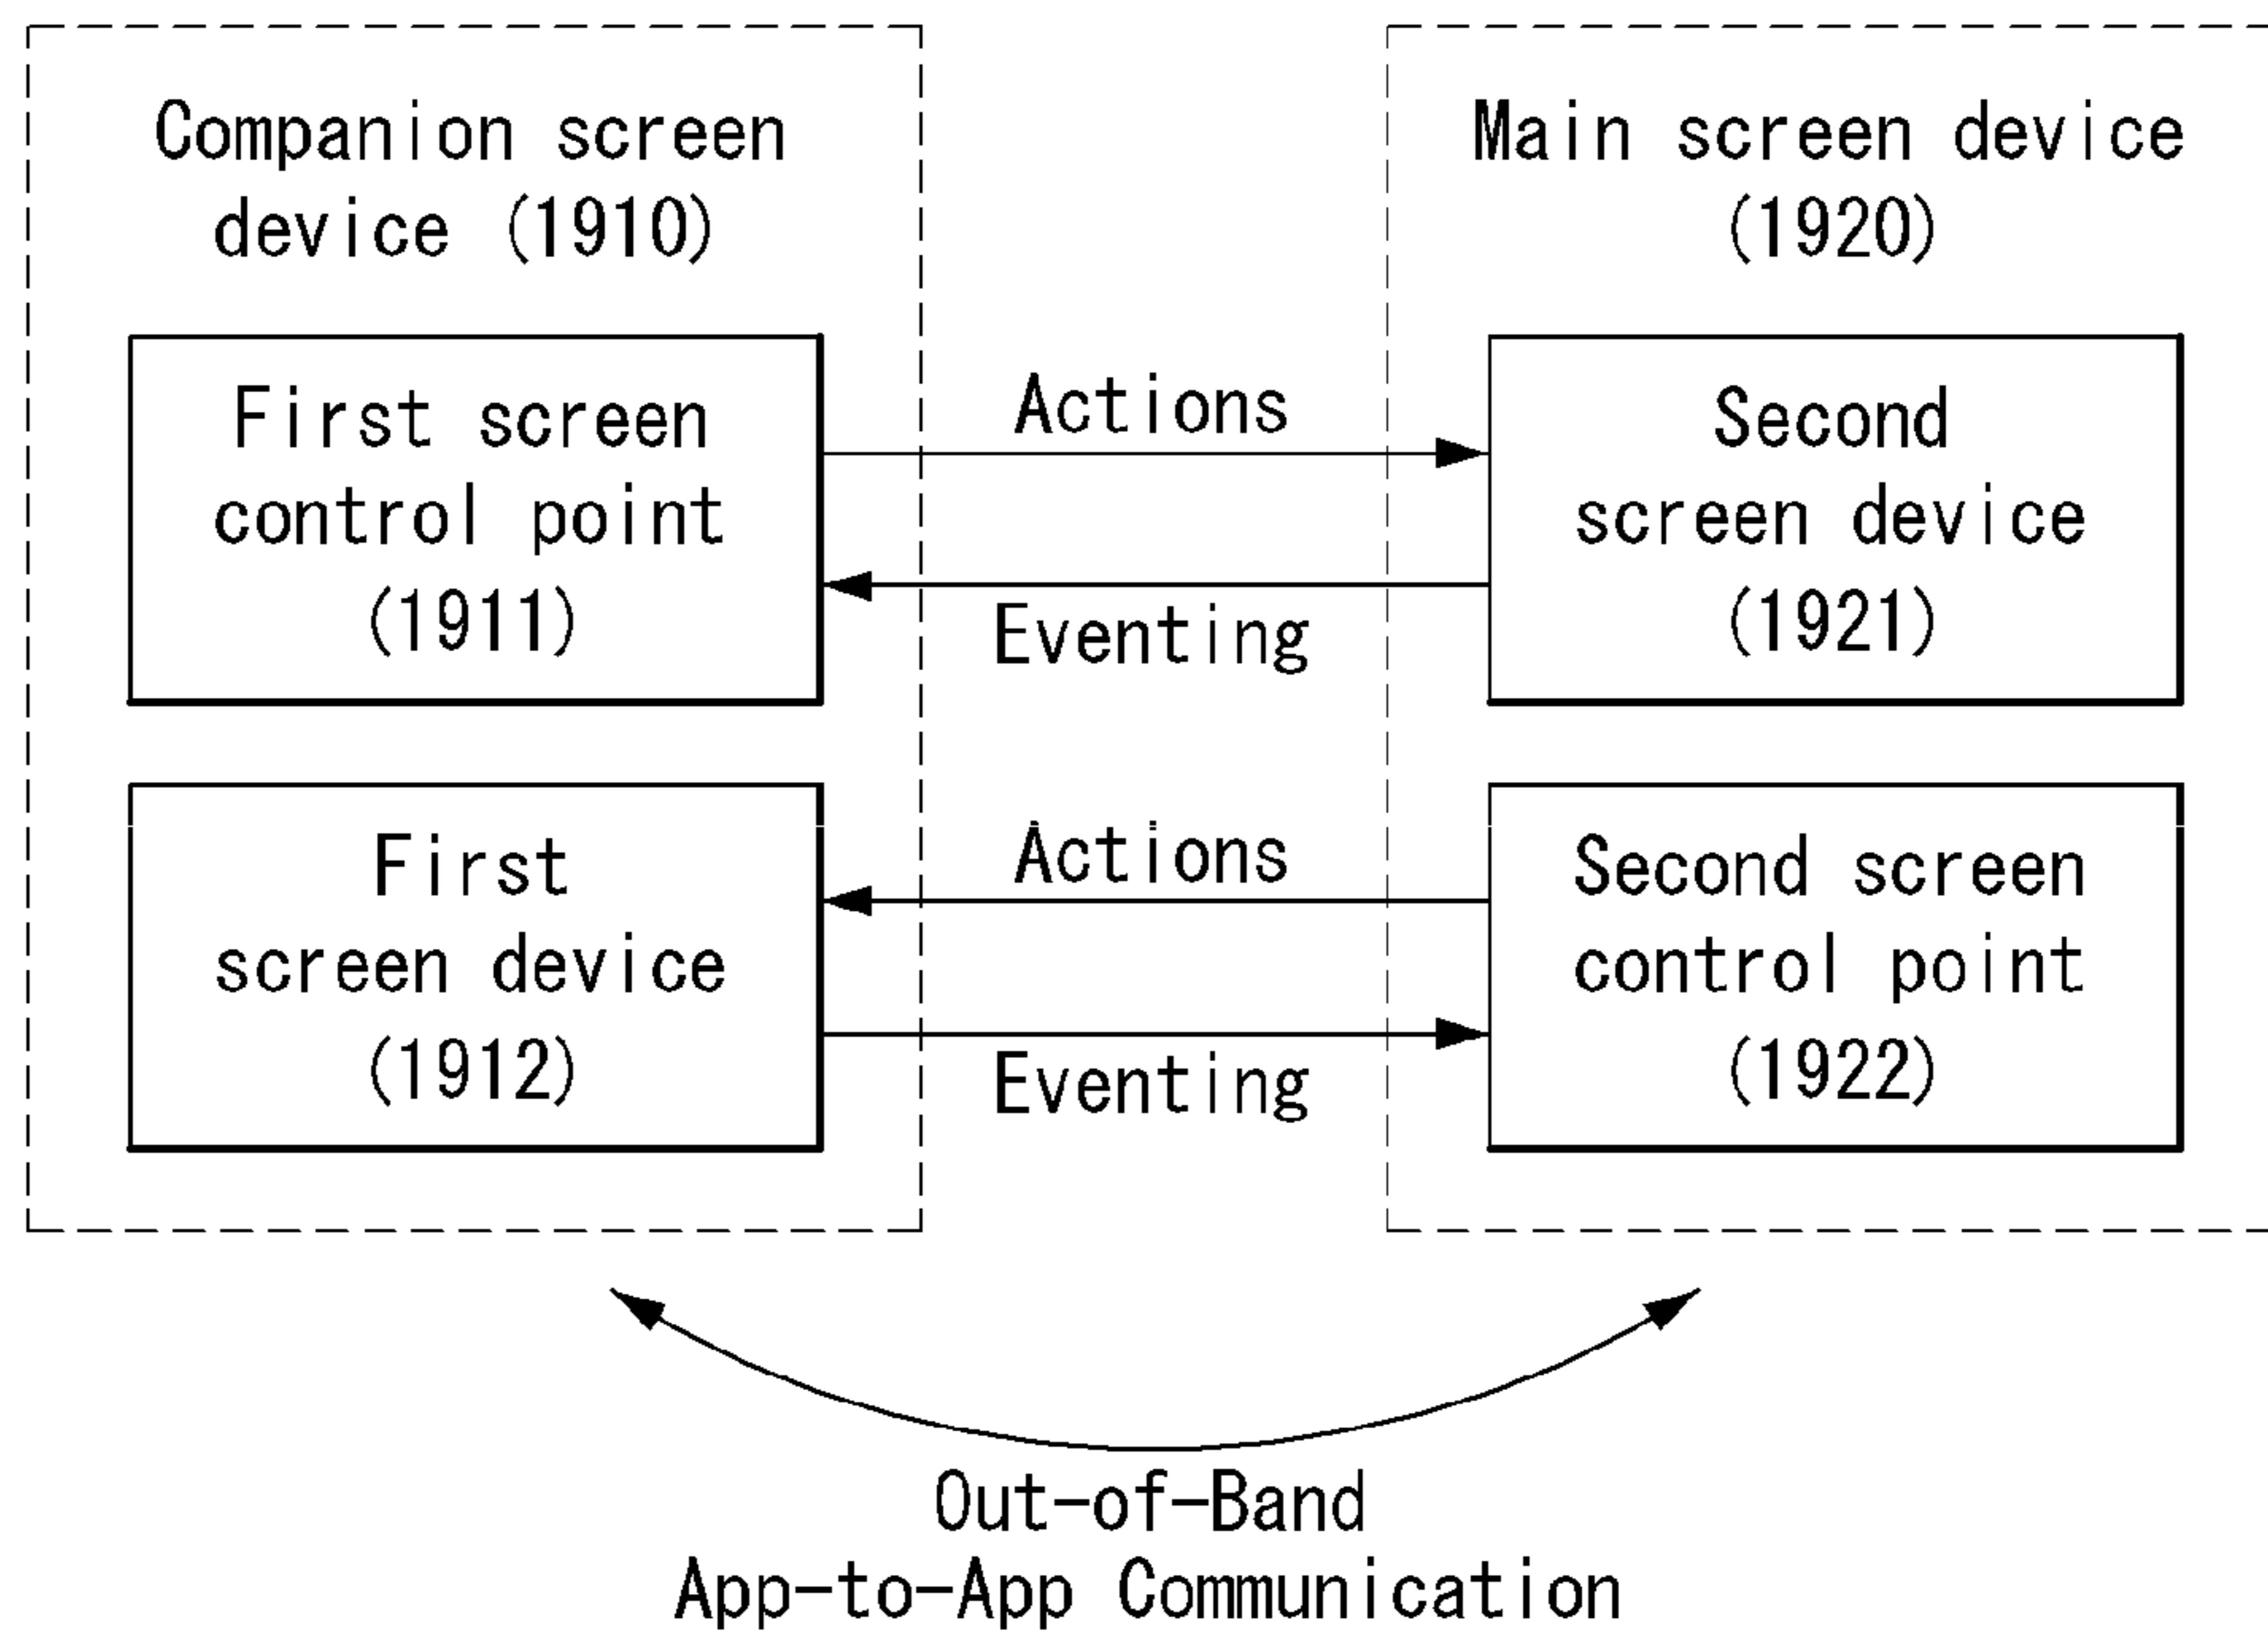 Companion screen
device (1910)
Main screen device
(1920)
First screen
control point
(1911)
Actions
Eventing
Second
screen device
(1921)
First
screen device
(1912)
Actions
Eventing
Second screen
control point
(1922)
Out-of-Band
App-to-App Communication